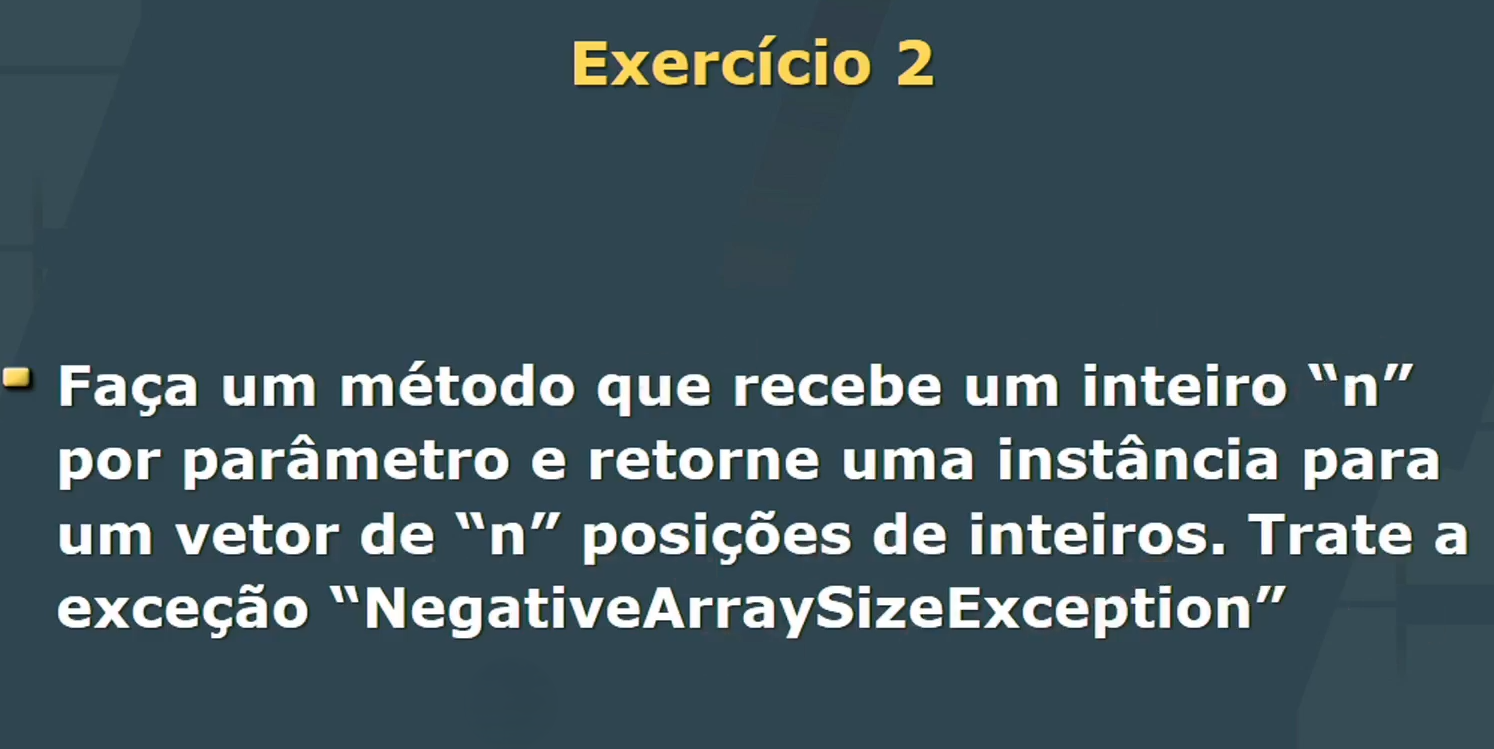 Exercício 2
Faça um método que recebe um inteiro “n”
por parâmetro e retorne uma instância para
um vetor de “n” posições de inteiros. Trate a
exceção “NegativeArraySizeException”